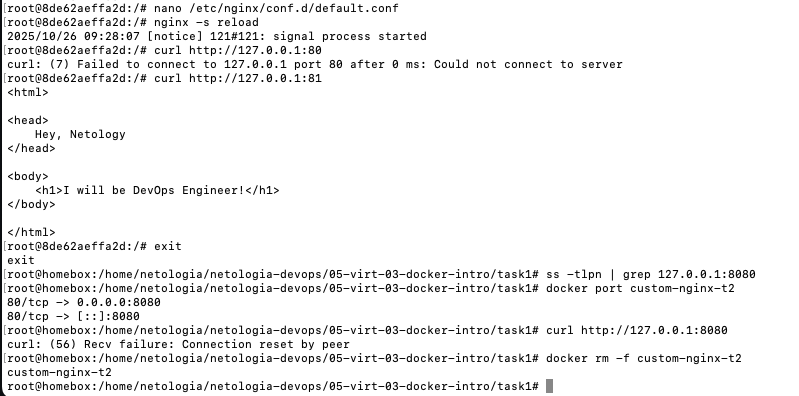 [root@8de62aeffa2d:/# nano /etc/nginx/conf.d/default.conf
[root@8de62aeffa2d:/# nginx -s reload
2025/10/26 09:28:07 [notice] 121#121: signal process started
[root@8de62aeffa2d:/# curl http://127.0.0.1:80
curl: (7) Failed to connect to 127.0.0.1 port 80 after 0 ms: Could not connect to server
[root@8de62aeffa2d:/# curl http://127.0.0.1:81
<html>
<head>
Hey, Netology
</head>
<body>
<h1>I will be DevOps Engineer!</h1>
</body>
</html>
[root@8de62aeffa2d:/# exit
exit
[root@homebox:/home/netologia/netologia-devops/05-virt-03-docker-intro/task1# ss -tlpn | grep 127.0.0.1:8080
[root@homebox:/home/netologia/netologia-devops/05-virt-03-docker-intro/task1# docker port custom-nginx-t2
80/tcp -> 0.0.0.0:8080
80/tcp -> [::]:8080
[root@homebox:/home/netologia/netologia-devops/05-virt-03-docker-intro/task1# curl http://127.0.0.1:8080
curl: (56) Recv failure: Connection reset by peer
[root@homebox:/home/netologia/netologia-devops/05-virt-03-docker-intro/task1# docker rm -f custom-nginx-t2
custom-nginx-t2
root@homebox:/home/netologia/netologia-devops/05-virt-03-docker-intro/task1#